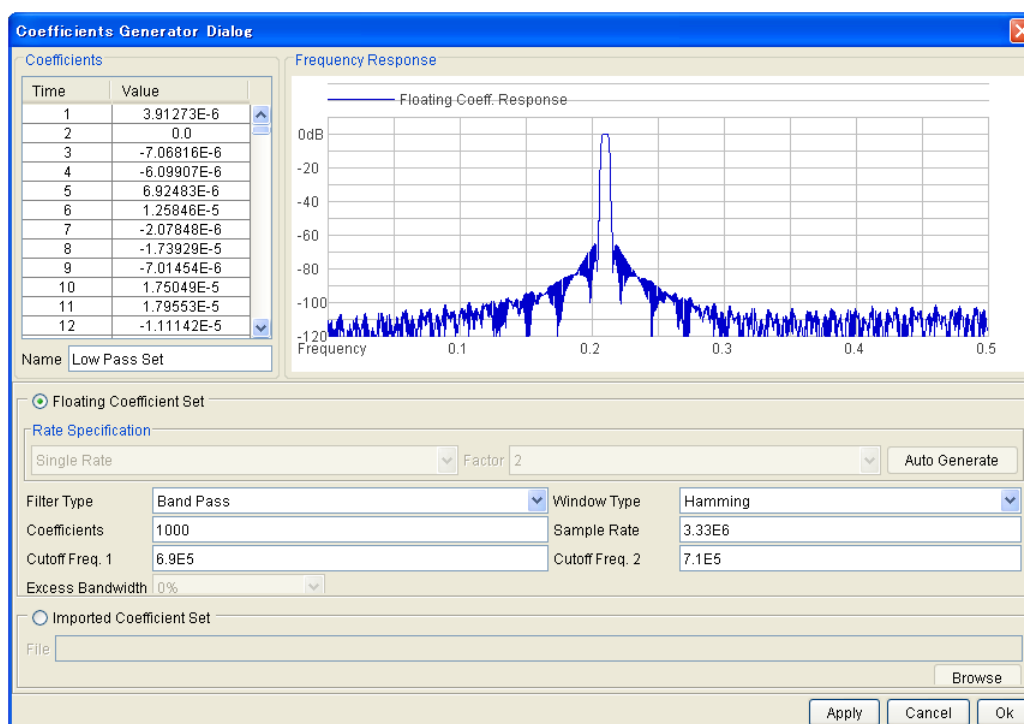 Coefficients Generator Dialog
Coefficients
Time Value
1 3.91273E-6
2 0.0
3 -7.06816E-6
4 -6.09907E-6
5 6.92483E-6
6 1.25846E-5
7 -2.07848E-6
8 -1.73929E-5
9 -7.01454E-6
10 1.75049E-5
11 1.79553E-5
12 -1.11142E-5
Name Low Pass Set
Frequency Response
Floating Coeff. Response
0dB
-20
-40
-60
-80
-100
-120
Frequency 0.1 0.2 0.3 0.4 0.5
Floating Coefficient Set
Rate Specification
Single Rate Factor 2 Auto Generate
Filter Type Band Pass Window Type Hamming
Coefficients 1000 Sample Rate 3.33E6
Cutoff Freq. 1 6.9E5 Cutoff Freq. 2 7.1E5
Excess Bandwidth 0%
Imported Coefficient Set
File
Browse
Apply Cancel Ok